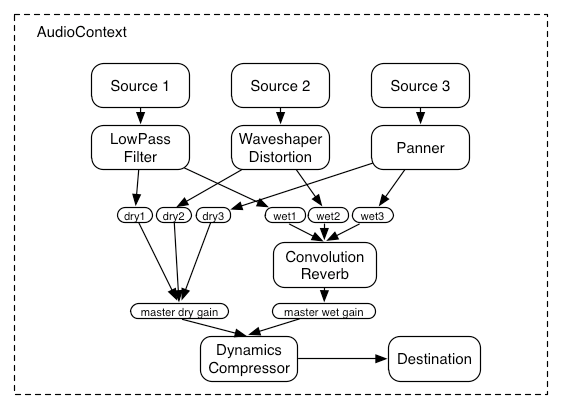 AudioContext
Source 1
Source 2
Source 3
LowPass
Filter
Waveshaper
Distortion
Panner
dry1
dry2
dry3
wet1
wet2
wet3
Convolution
Reverb
master dry gain
master wet gain
Dynamics
Compressor
Destination